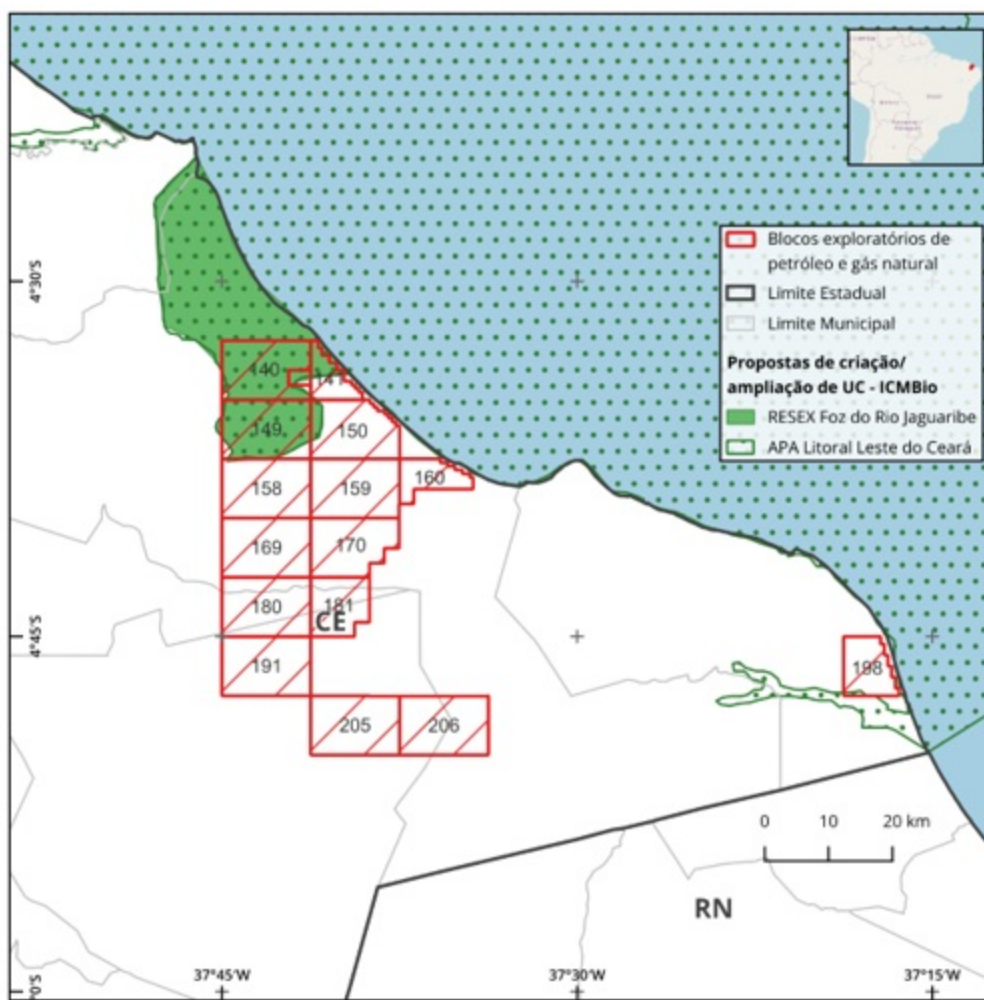 Blocos exploratórios de
petróleo e gás natural
Limite Estadual
Limite Municipal
Propostas de criação/
ampliação de UC - ICMBio
RESEX Foz do Rio Jaguaribe
APA Litoral Leste do Ceará
4°30'S
140
149
150
158
159
160
169
170
180
181
CE
4°45'S
191
198
205
206
0 10 20 km
RN
0'S
37°45'W 37°30'W 37°15'W